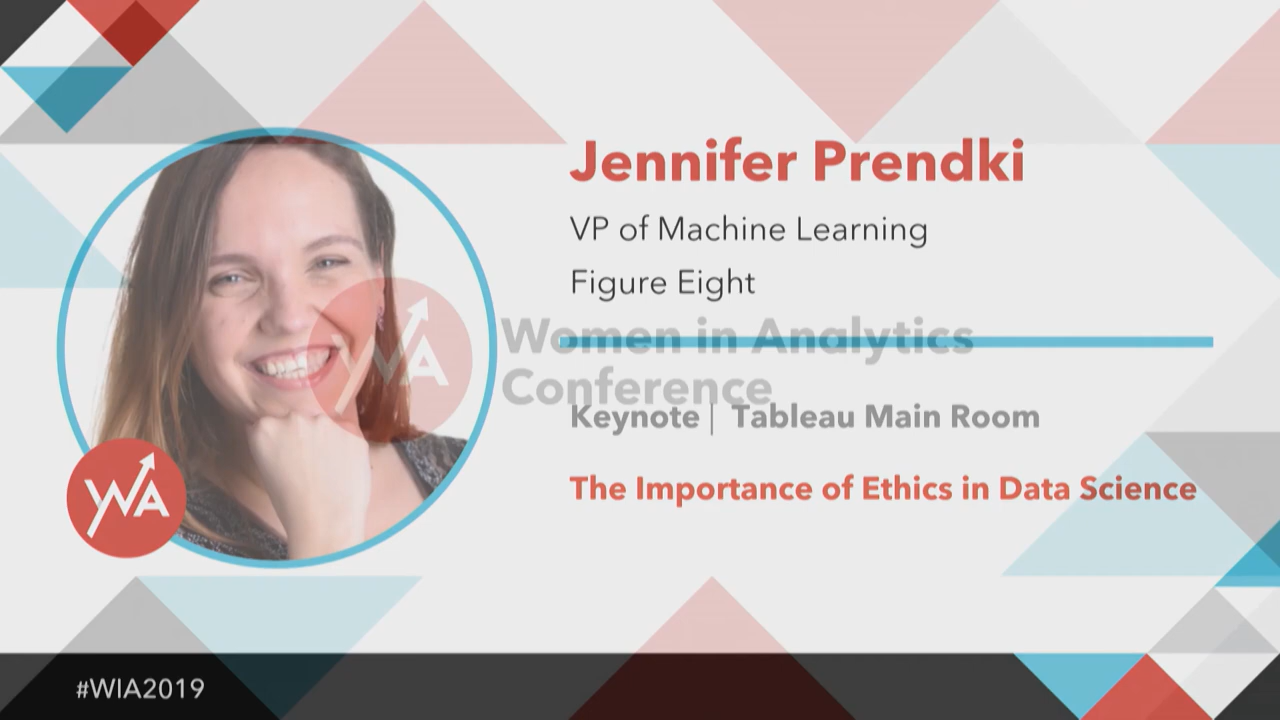 Jennifer Prendki
VP of Machine Learning
Figure Eight
WA Women in Analytics
Conference
Keynote | Tableau Main Room
The Importance of Ethics in Data Science
WA
#WIA2019